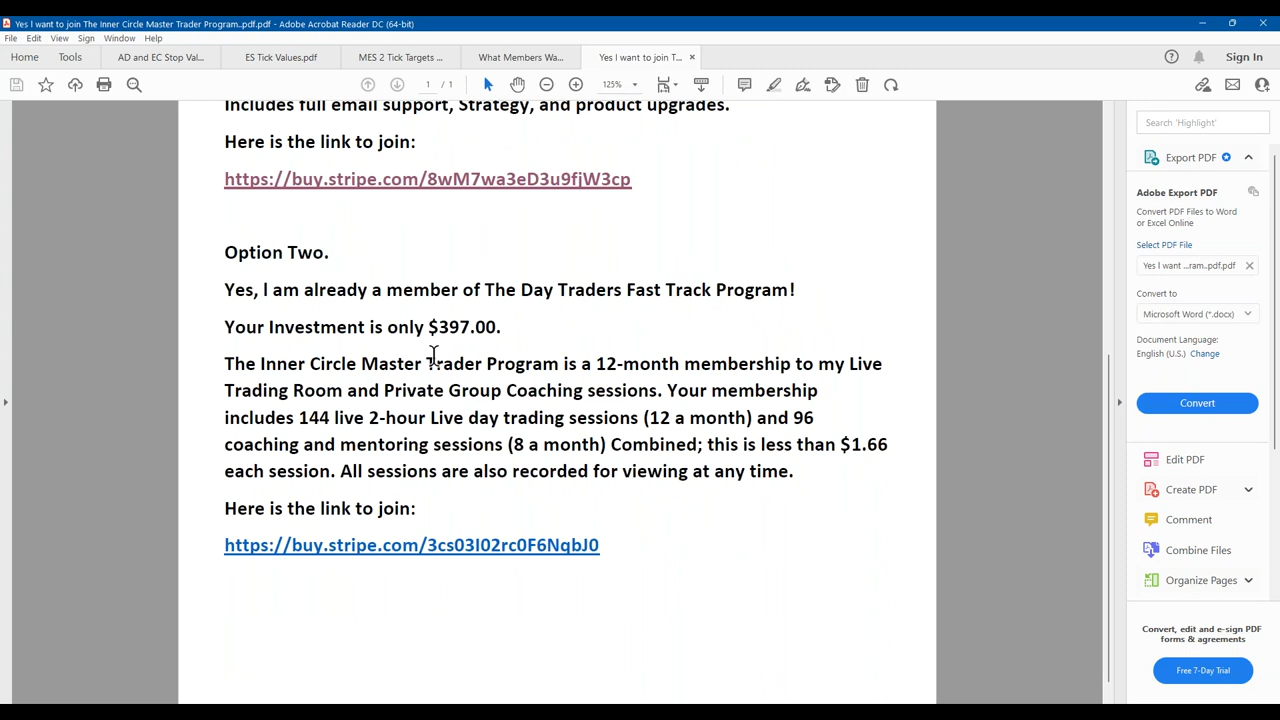 Yes I want to join The Inner Circle Master Trader Program..pdf.pdf - Adobe Acrobat Reader DC (64-bit)
File Edit View Sign Window Help
Home Tools AD and EC Stop Val... ES Tick Values.pdf MES 2 Tick Targets ... What Members Wa... Yes I want to join T... × Sign In
1 / 1 125%
Includes full email support, Strategy, and product upgrades.
Here is the link to join:
https://buy.stripe.com/8wM7wa3eD3u9fjW3cp
Option Two.
Yes, I am already a member of The Day Traders Fast Track Program!
Your Investment is only $397.00.
The Inner Circle Master Trader Program is a 12-month membership to my Live
Trading Room and Private Group Coaching sessions. Your membership
includes 144 live 2-hour Live day trading sessions (12 a month) and 96
coaching and mentoring sessions (8 a month) Combined; this is less than $1.66
each session. All sessions are also recorded for viewing at any time.
Here is the link to join:
https://buy.stripe.com/3cs03I02rc0F6NqbJ0
Search 'Highlight'
Export PDF
Adobe Export PDF
Convert PDF Files to Word
or Excel Online
Select PDF File
Yes I want ...ram..pdf.pdf
Convert to
Microsoft Word (*.docx)
Document Language:
English (U.S.) Change
Convert
Edit PDF
Create PDF
Comment
Combine Files
Organize Pages
Convert, edit and e-sign PDF
forms & agreements
Free 7-Day Trial